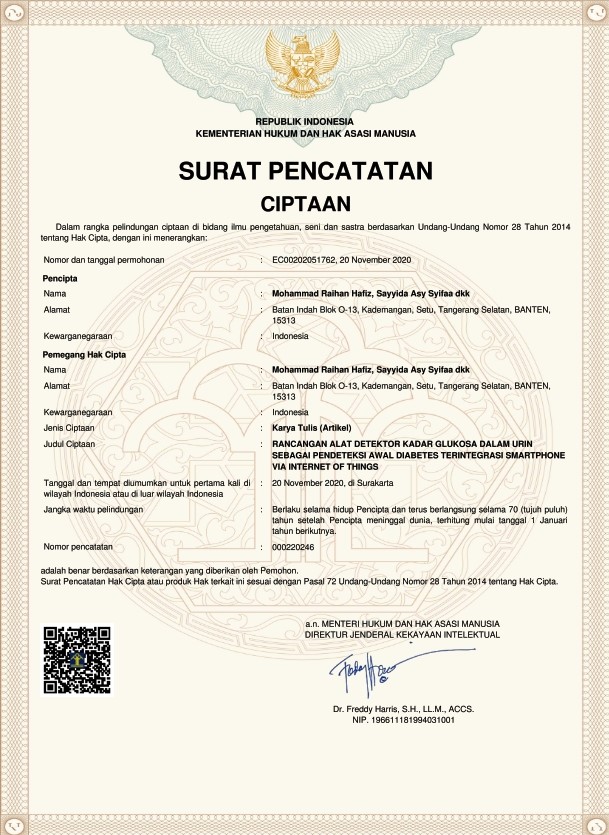 REPUBLIK INDONESIA
KEMENTERIAN HUKUM DAN HAK ASASI MANUSIA
SURAT PENCATATAN
CIPTAAN
Dalam rangka pelindungan ciptaan di bidang ilmu pengetahuan, seni dan sastra berdasarkan Undang-Undang Nomor 28 Tahun 2014
tentang Hak Cipta, dengan ini menerangkan:
Nomor dan tanggal permohonan : EC00202051762, 20 November 2020
Pencipta
Nama : Mohammad Raihan Hafiz, Sayyida Asy Syifaa dkk
Alamat : Batan Indah Blok O-13, Kademangan, Setu, Tangerang Selatan, BANTEN,
15313
Kewarganegaraan : Indonesia
Pemegang Hak Cipta
Nama : Mohammad Raihan Hafiz, Sayyida Asy Syifaa dkk
Alamat : Batan Indah Blok O-13, Kademangan, Setu, Tangerang Selatan, BANTEN,
15313
Kewarganegaraan : Indonesia
Jenis Ciptaan : Karya Tulis (Artikel)
Judul Ciptaan : RANCANGAN ALAT DETEKTOR KADAR GLUKOSA DALAM URIN
SEBAGAI PENDETEKSI AWAL DIABETES TERINTEGRASI SMARTPHONE
VIA INTERNET OF THINGS
Tanggal dan tempat diumumkan untuk pertama kali di : 20 November 2020, di Surakarta
wilayah Indonesia atau di luar wilayah Indonesia
Jangka waktu pelindungan : Berlaku selama hidup Pencipta dan terus berlangsung selama 70 (tujuh puluh)
tahun setelah Pencipta meninggal dunia, terhitung mulai tanggal 1 Januari
tahun berikutnya.
Nomor pencatatan : 000220246
adalah benar berdasarkan keterangan yang diberikan oleh Pemohon.
Surat Pencatatan Hak Cipta atau produk Hak terkait ini sesuai dengan Pasal 72 Undang-Undang Nomor 28 Tahun 2014 tentang Hak Cipta.
a.n. MENTERI HUKUM DAN HAK ASASI MANUSIA
DIREKTUR JENDERAL KEKAYAAN INTELEKTUAL
Dr. Freddy Harris, S.H., LL.M., ACCS.
NIP. 196611181994031001